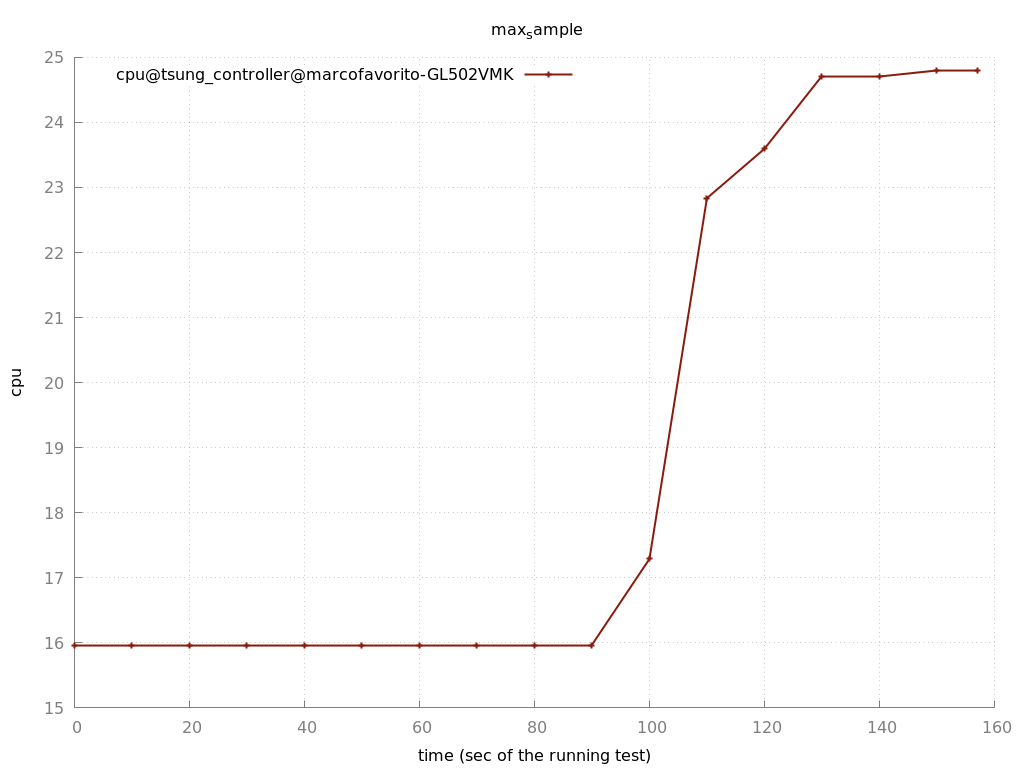 max_sample
25
cpu@tsung_controller@marcofavorito-GL502VMK
24
23
22
21
20
19
18
17
16
15
cpu
0 20 40 60 80 100 120 140 160
time (sec of the running test)